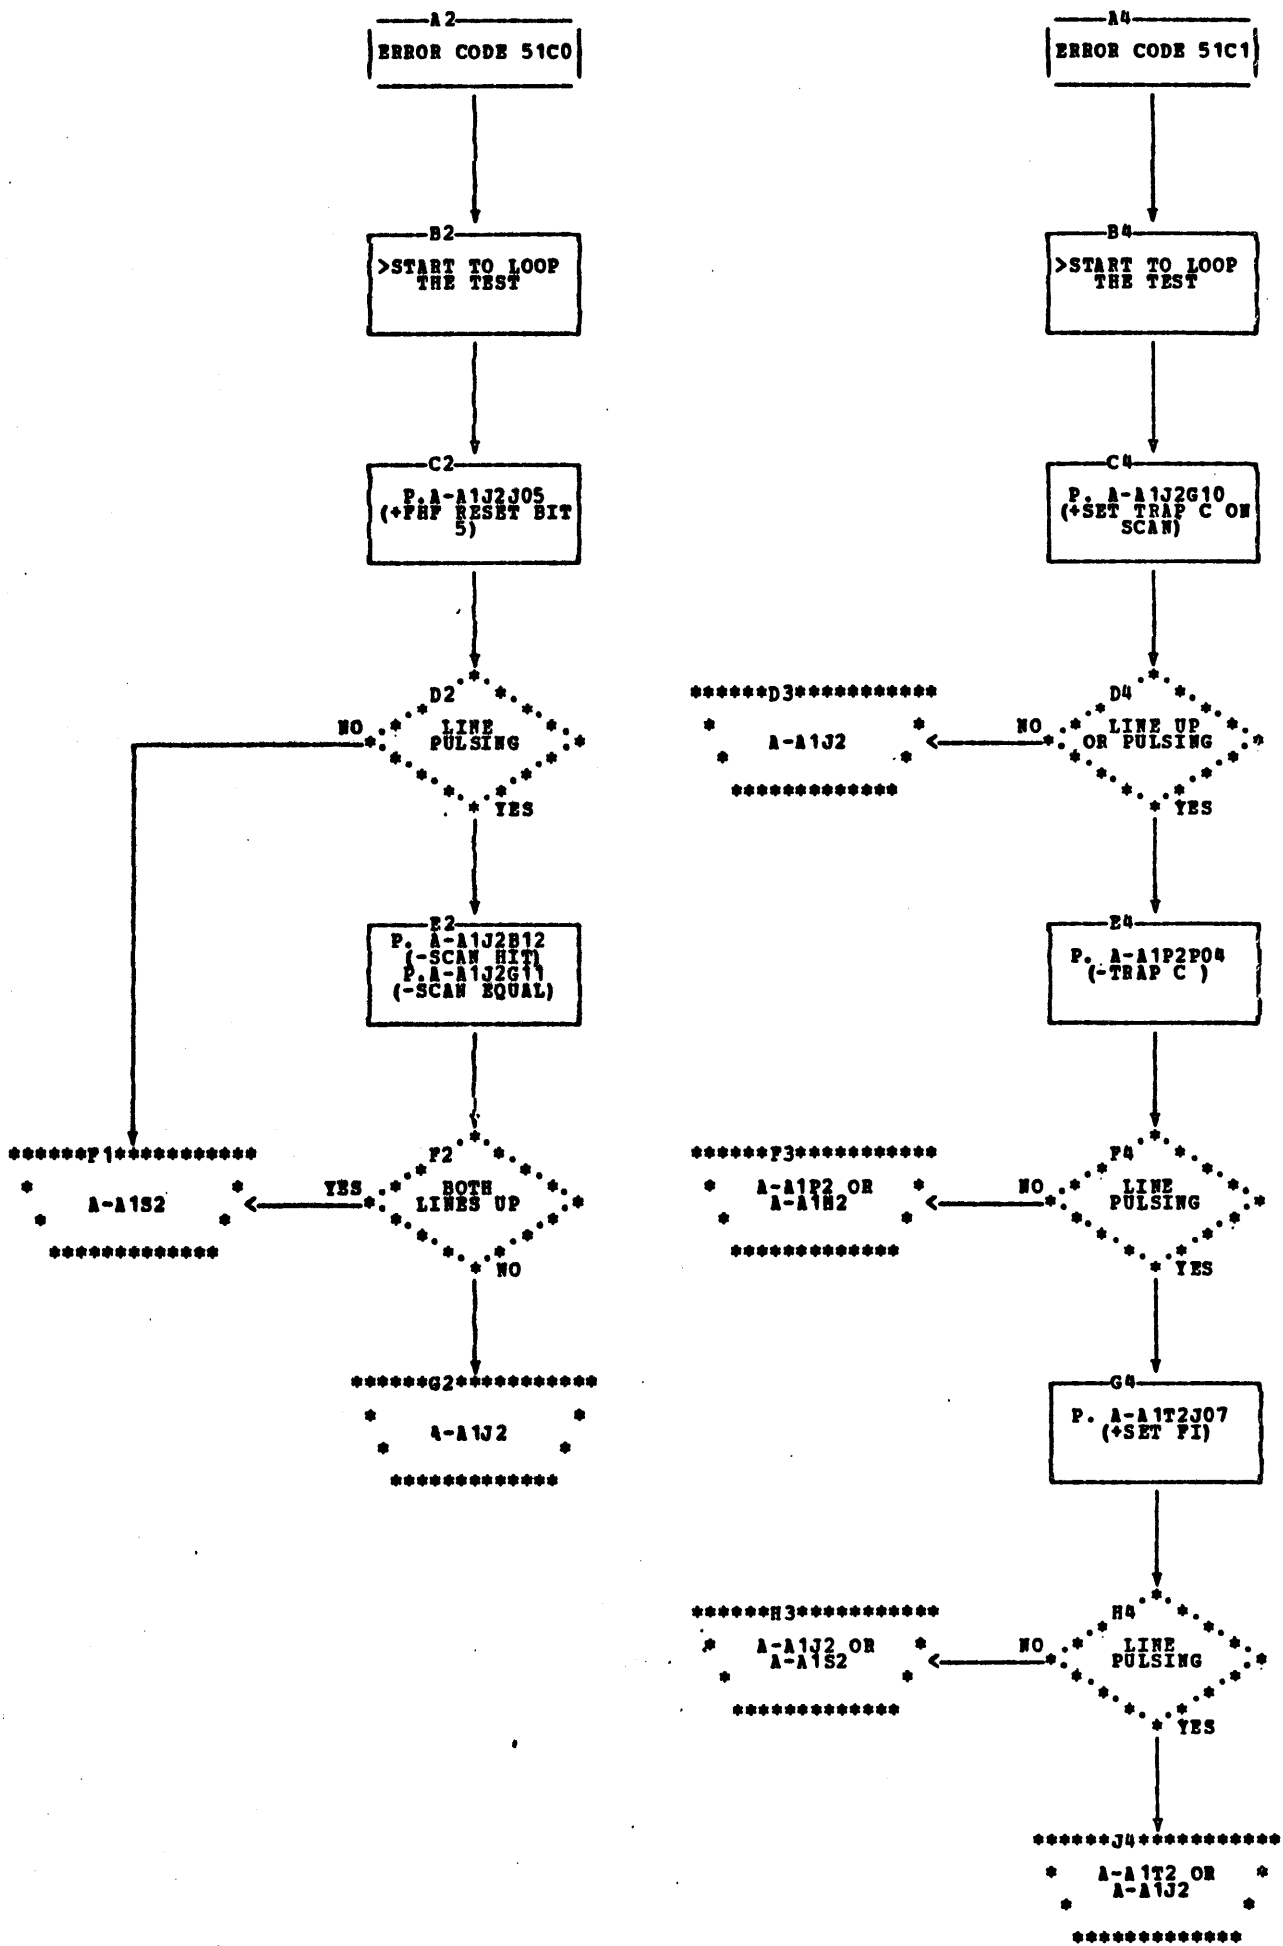 A2
ERROR CODE 51C0
B2
>START TO LOOP
THE TEST
C2
P.A-A1J2J05
(+PHF RESET BIT
5)
D2
LINE
PULSING
NO
YES
E2
P. A-A1J2B12
(-SCAN HIT)
P.A-A1J2G11
(-SCAN EQUAL)
F1
A-A1S2
F2
BOTH
LINES UP
YES
NO
G2
A-A1J2
A4
ERROR CODE 51C1
B4
>START TO LOOP
THE TEST
C4
P. A-A1J2G10
(+SET TRAP C ON
SCAN)
D3
A-A1J2
D4
LINE UP
OR PULSING
NO
YES
E4
P. A-A1P2P04
(-TRAP C )
F3
A-A1P2 OR
A-A1H2
F4
LINE
PULSING
NO
YES
G4
P. A-A1T2J07
(+SET PI)
H3
A-A1J2 OR
A-A1S2
H4
LINE
PULSING
NO
YES
J4
A-A1T2 OR
A-A1J2